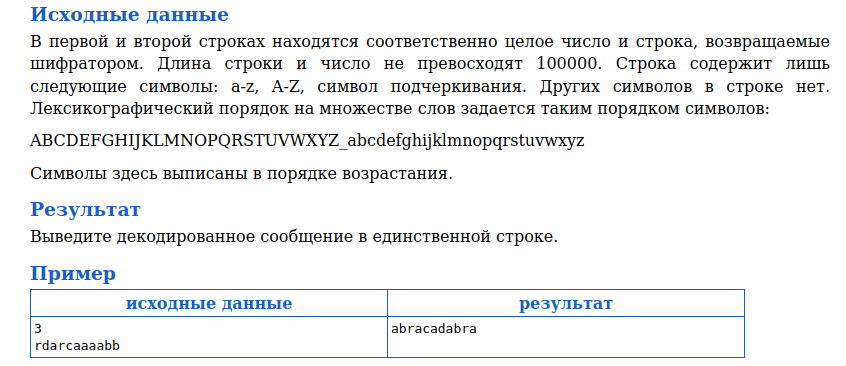 Исходные данные
В первой и второй строках находятся соответственно целое число и строка, возвращаемые
шифратором. Длина строки и число не превосходят 100000. Строка содержит лишь
следующие символы: a-z, A-Z, символ подчеркивания. Других символов в строке нет.
Лексикографический порядок на множестве слов задается таким порядком символов:
ABCDEFGHIJKLMNOPQRSTUVWXYZ_abcdefghijklmnopqrstuvwxyz
Символы здесь выписаны в порядке возрастания.
Результат
Выведите декодированное сообщение в единственной строке.
Пример
исходные данные результат
3 abracadabra
rdarcaaaabb